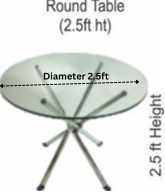 Round Table
(2.5ft ht)
Diameter 2.5ft
2.5 ft Height